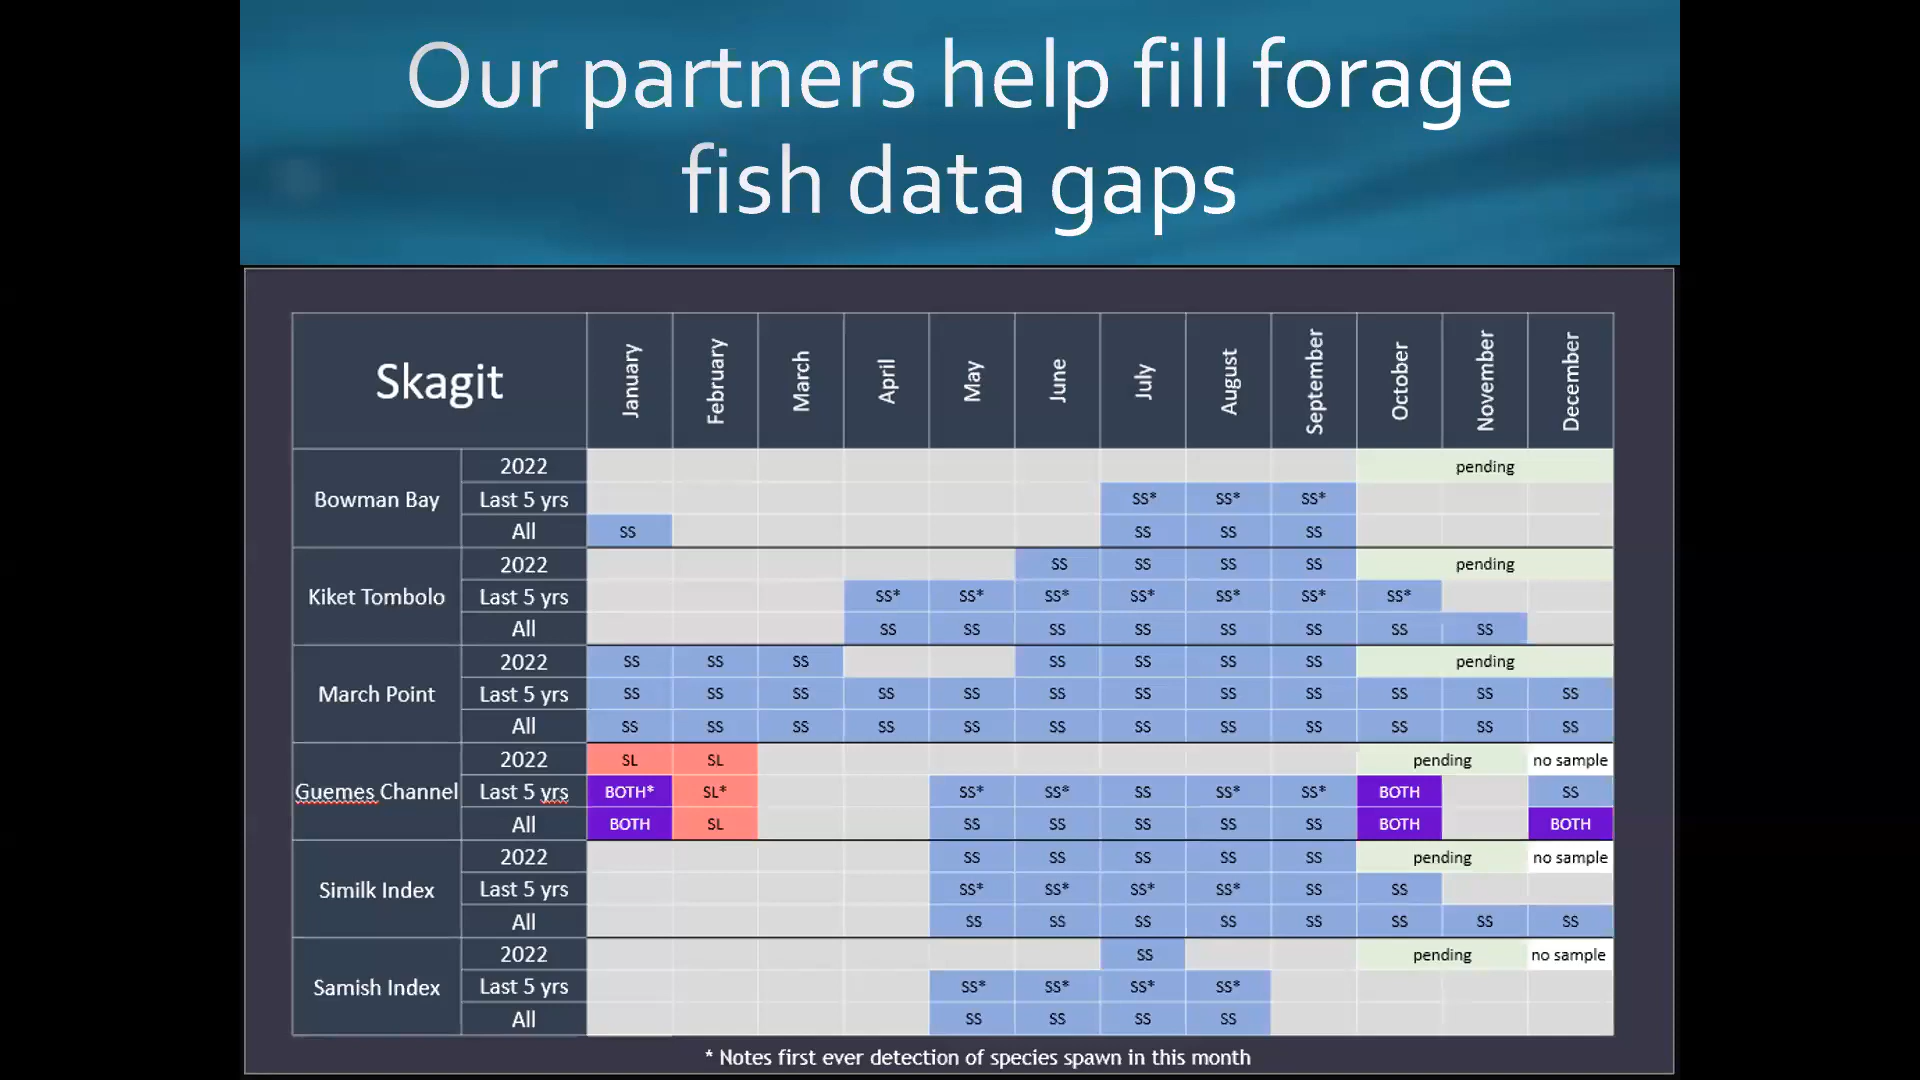 Our partners help fill forage
fish data gaps
Skagit January February March April May June July August September October November December
Bowman Bay
2022 pending
Last 5 yrs SS* SS* SS*
All SS SS SS SS
Kiket Tombolo
2022 SS SS SS SS pending
Last 5 yrs SS* SS* SS* SS* SS* SS* SS*
All SS SS SS SS SS SS SS SS
March Point
2022 SS SS SS SS SS SS SS pending
Last 5 yrs SS SS SS SS SS SS SS SS SS SS SS SS
All SS SS SS SS SS SS SS SS SS SS SS SS
Guemes Channel
2022 SL SL pending no sample
Last 5 yrs BOTH* SL* SS* SS* SS SS* SS* BOTH SS
All BOTH SL SS SS SS SS SS BOTH BOTH
Similk Index
2022 SS SS SS SS SS pending no sample
Last 5 yrs SS* SS* SS* SS* SS SS
All SS SS SS SS SS SS SS SS
Samish Index
2022 SS pending no sample
Last 5 yrs SS* SS* SS* SS*
All SS SS SS SS
* Notes first ever detection of species spawn in this month